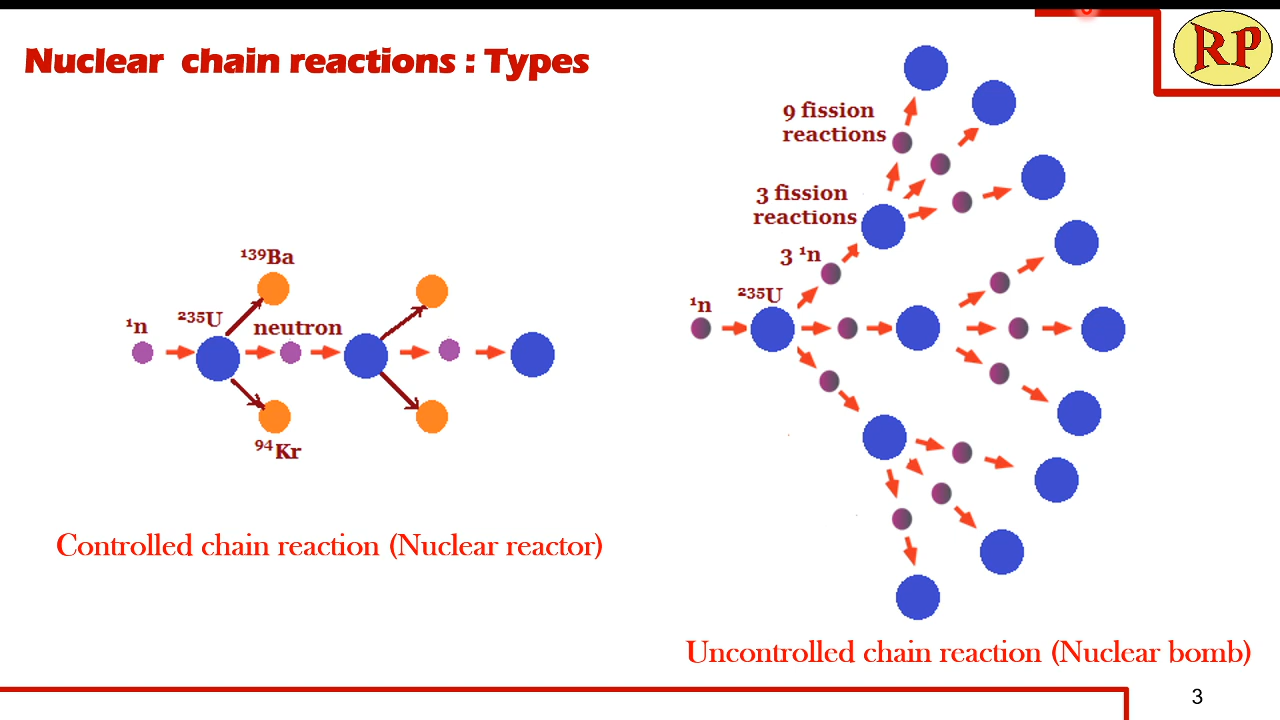 Nuclear chain reactions : Types
RP
9 fission
reactions
3 fission
reactions
3 ¹n
¹n
²³⁵U
¹³⁹Ba
¹n
²³⁵U
neutron
⁹⁴Kr
Controlled chain reaction (Nuclear reactor)
Uncontrolled chain reaction (Nuclear bomb)
3